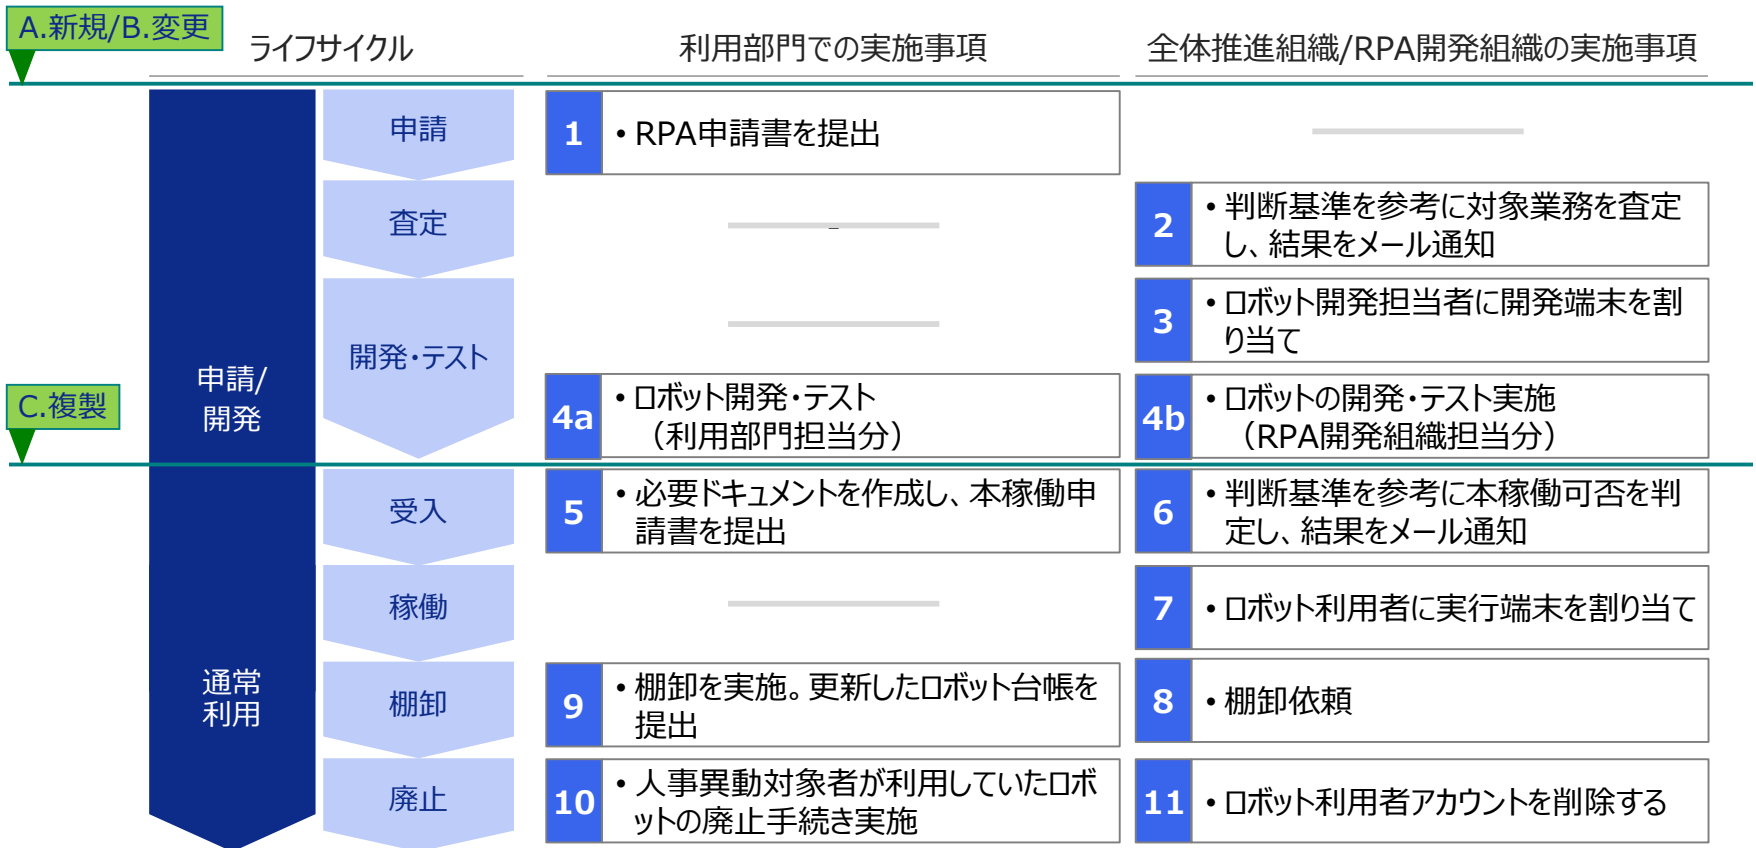 A.新規/B.変更
ライフサイクル
利用部門での実施事項
全体推進組織/RPA開発組織の実施事項
申請
1
• RPA申請書を提出
査定
2
• 判断基準を参考に対象業務を査定
し、結果をメール通知
開発・テスト
3
• ロボット開発担当者に開発端末を割
り当て
申請/
開発
C.複製
4a
• ロボット開発・テスト
（利用部門担当分）
4b
• ロボットの開発・テスト実施
（RPA開発組織担当分）
受入
5
• 必要ドキュメントを作成し、本稼働申
請書を提出
6
• 判断基準を参考に本稼働可否を判
定し、結果をメール通知
稼働
7
• ロボット利用者に実行端末を割り当て
通常
利用
棚卸
9
• 棚卸を実施。更新したロボット台帳を
提出
8
• 棚卸依頼
廃止
10
• 人事異動対象者が利用していたロボ
ットの廃止手続き実施
11
• ロボット利用者アカウントを削除する